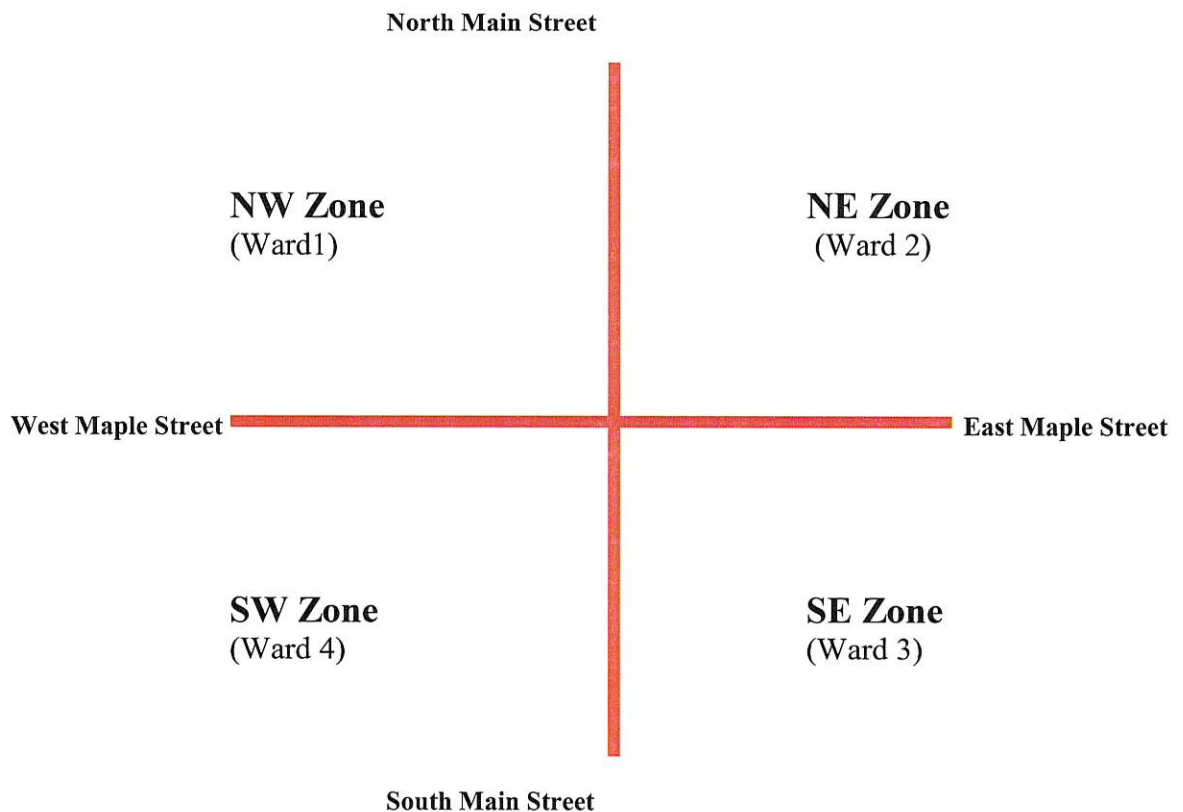 North Main Street
NW Zone
(Ward1)
NE Zone
(Ward 2)
West Maple Street
East Maple Street
SW Zone
(Ward 4)
SE Zone
(Ward 3)
South Main Street